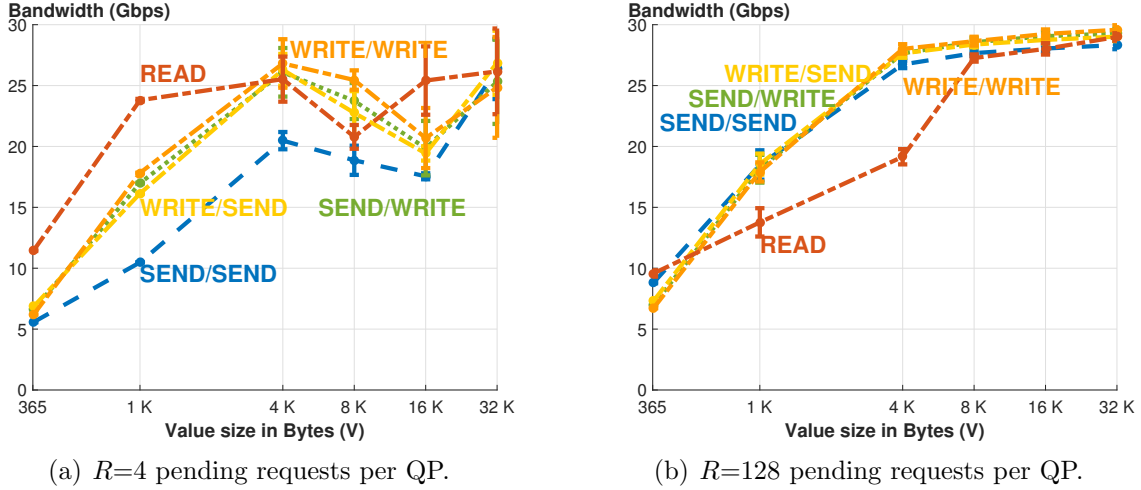 Bandwidth (Gbps)
30
25
20
15
10
5
0
READ
WRITE/WRITE
WRITE/SEND
SEND/WRITE
SEND/SEND
365
1 K
4 K
8 K
16 K
32 K
Value size in Bytes (V)
(a) R=4 pending requests per QP.
Bandwidth (Gbps)
30
25
20
15
10
5
0
WRITE/SEND
SEND/WRITE
SEND/SEND
WRITE/WRITE
READ
365
1 K
4 K
8 K
16 K
32 K
Value size in Bytes (V)
(b) R=128 pending requests per QP.